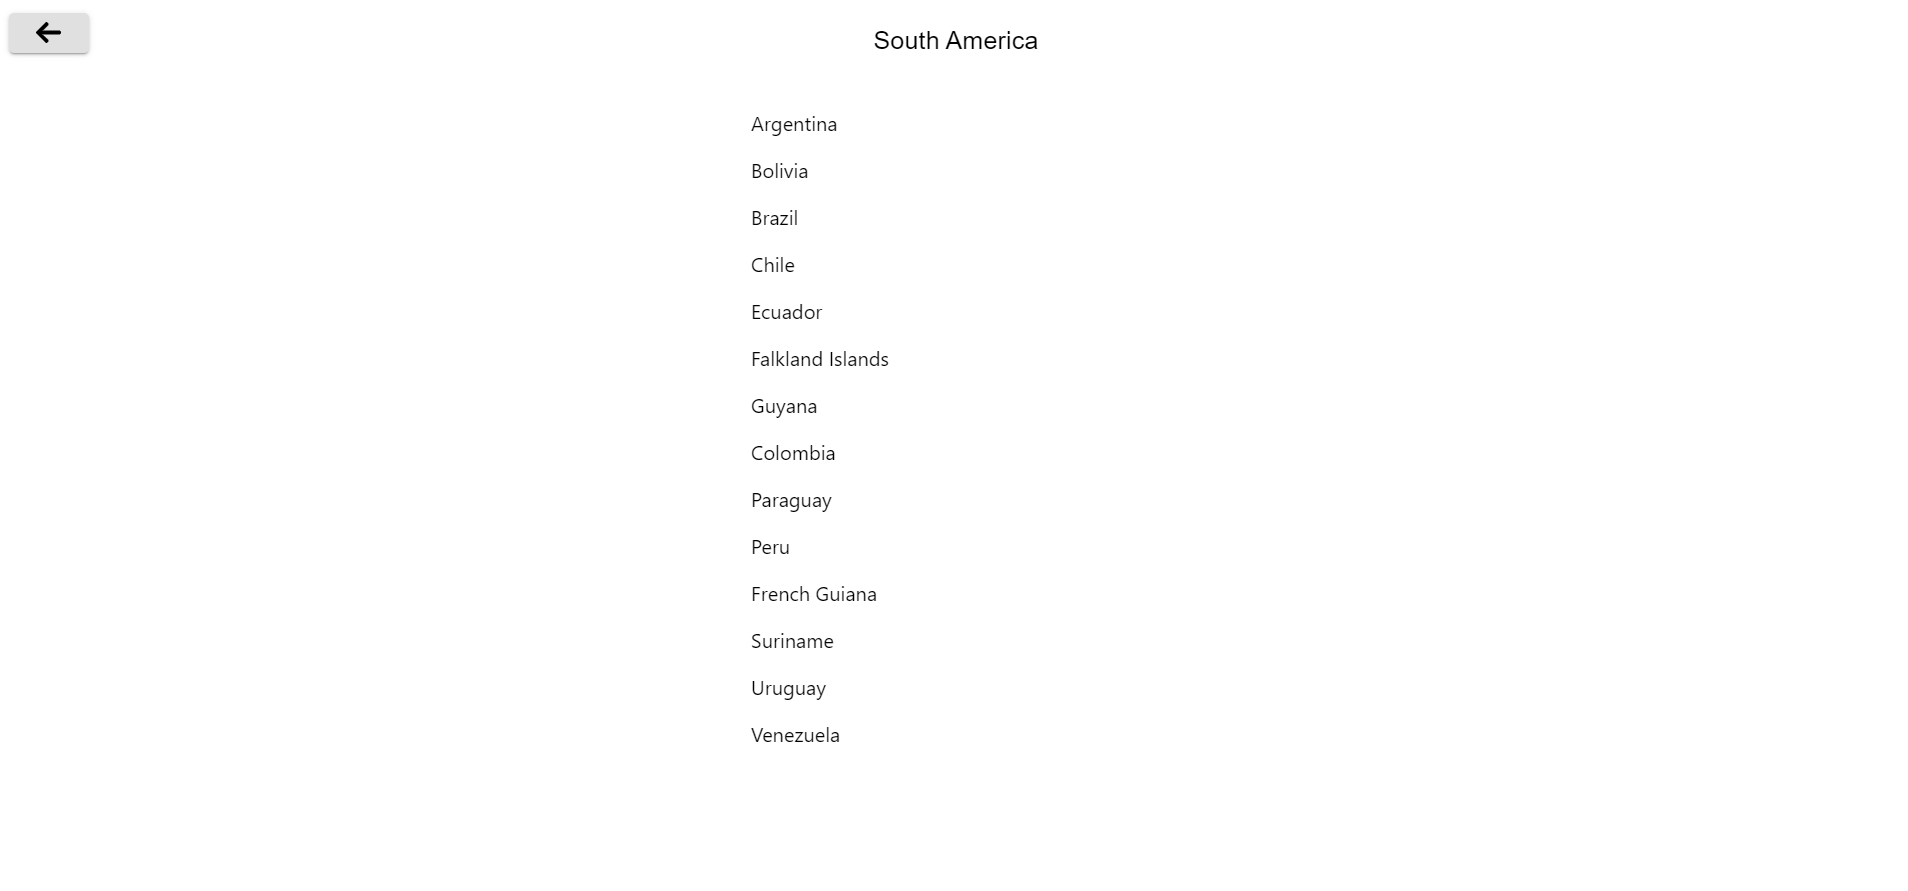 South America
Argentina
Bolivia
Brazil
Chile
Ecuador
Falkland Islands
Guyana
Colombia
Paraguay
Peru
French Guiana
Suriname
Uruguay
Venezuela